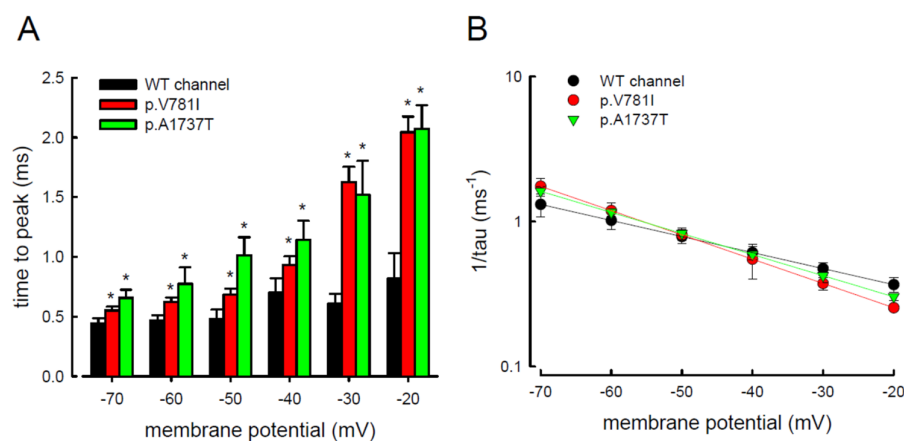 A
WT channel
p.V781I
p.A1737T
time to peak (ms)
2.5
2.0
1.5
1.0
0.5
0.0
* * * * * * * * * * * *
-70 -60 -50 -40 -30 -20
membrane potential (mV)
B
WT channel
p.V781I
p.A1737T
1/tau (ms-1)
10
1
0.1
-70 -60 -50 -40 -30 -20
membrane potential (mV)